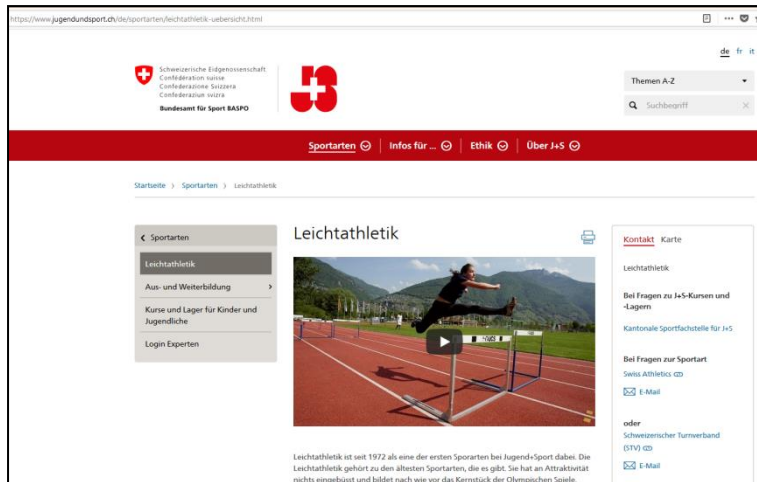 https://www.jugendundsport.ch/de/sportarten/leichtathletik-uebersicht.html
de fr it
Schweizerische Eidgenossenschaft
Confédération suisse
Confederazione Svizzera
Confederaziun svizra
Bundesamt für Sport BASPO
Themen A-Z
Suchbegriff
Sportarten
Infos für ...
Ethik
Über J+S
Startseite > Sportarten > Leichtathletik
Sportarten
Leichtathletik
Aus- und Weiterbildung
Kurse und Lager für Kinder und
Jugendliche
Login Experten
Leichtathletik
Leichtathletik ist seit 1972 als eine der ersten Sporarten bei Jugend+Sport dabei. Die
Leichtathletik gehört zu den ältesten Sportarten, die es gibt. Sie hat an Attraktivität
nichts eingebüsst und bildet nach wie vor das Kernstück der Olympischen Spiele.
Kontakt Karte
Leichtathletik
Bei Fragen zu J+S-Kursen und
-Lagern
Kantonale Sportfachstelle für J+S
Bei Fragen zur Sportart
Swiss Athletics
E-Mail
oder
Schweizerischer Turnverband
(STV)
E-Mail